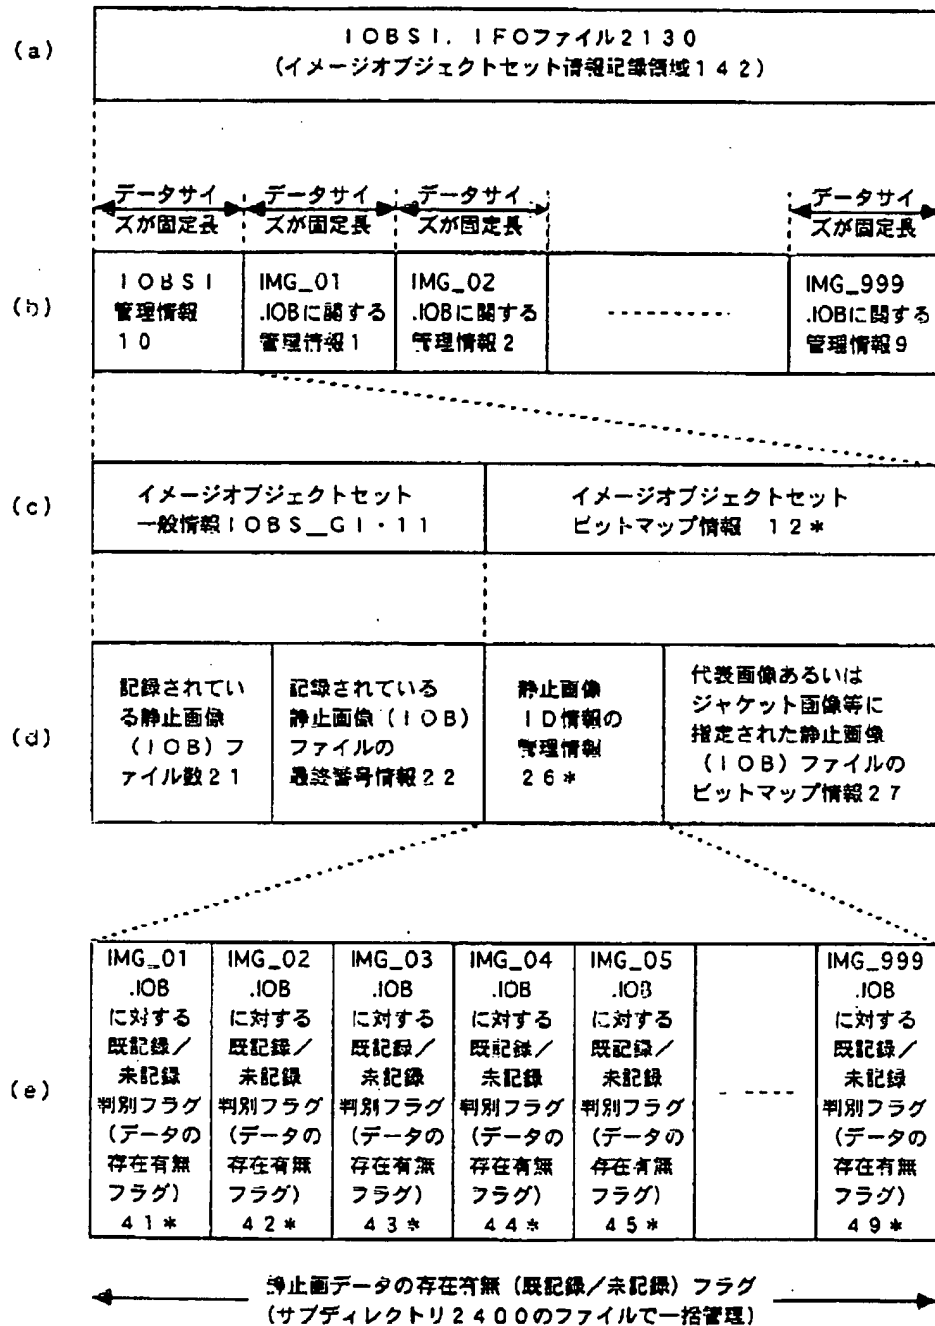 (a)
IOBSI. IFOファイル2130
(イメージオブジェクトセット情報記録領域142)
データサイ
ズが固定長
データサイ
ズが固定長
データサイ
ズが固定長
データサイ
ズが固定長
(b)
IOBSI
管理情報
10
IMG_01
.IOBに関する
管理情報1
IMG_02
.IOBに関する
管理情報2
IMG_999
.IOBに関する
管理情報9
(c)
イメージオブジェクトセット
一般情報IOBS_GI・11
イメージオブジェクトセット
ビットマップ情報 12*
(d)
記録されてい
る静止画像
(IOB)フ
ァイル数21
記録されている
静止画像(IOB)
ファイルの
最終番号情報22
静止画像
ID情報の
管理情報
26*
代表画像あるいは
ジャケット画像等に
指定された静止画像
(IOB)ファイルの
ビットマップ情報27
(e)
IMG_01
.IOB
に対する
既記録/
未記録
判別フラグ
(データの
存在有無
フラグ)
41*
IMG_02
.IOB
に対する
既記録/
未記録
判別フラグ
(データの
存在有無
フラグ)
42*
IMG_03
.IOB
に対する
既記録/
未記録
判別フラグ
(データの
存在有無
フラグ)
43*
IMG_04
.IOB
に対する
既記録/
未記録
判別フラグ
(データの
存在有無
フラグ)
44*
IMG_05
.IOB
に対する
既記録/
未記録
判別フラグ
(データの
存在有無
フラグ)
45*
IMG_999
.IOB
に対する
既記録/
未記録
判別フラグ
(データの
存在有無
フラグ)
49*
静止画データの存在有無(既記録/未記録)フラグ
(サブディレクトリ2400のファイルで一括管理)